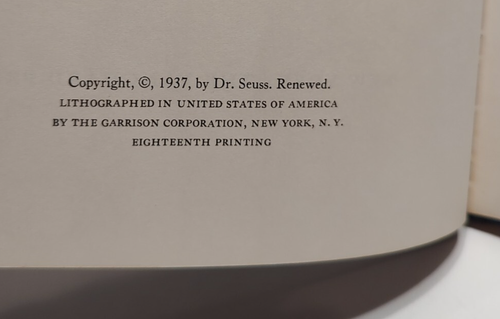 Copyright, ©, 1937, by Dr. Seuss. Renewed.
LITHOGRAPHED IN UNITED STATES OF AMERICA
BY THE GARRISON CORPORATION, NEW YORK, N. Y.
EIGHTEENTH PRINTING